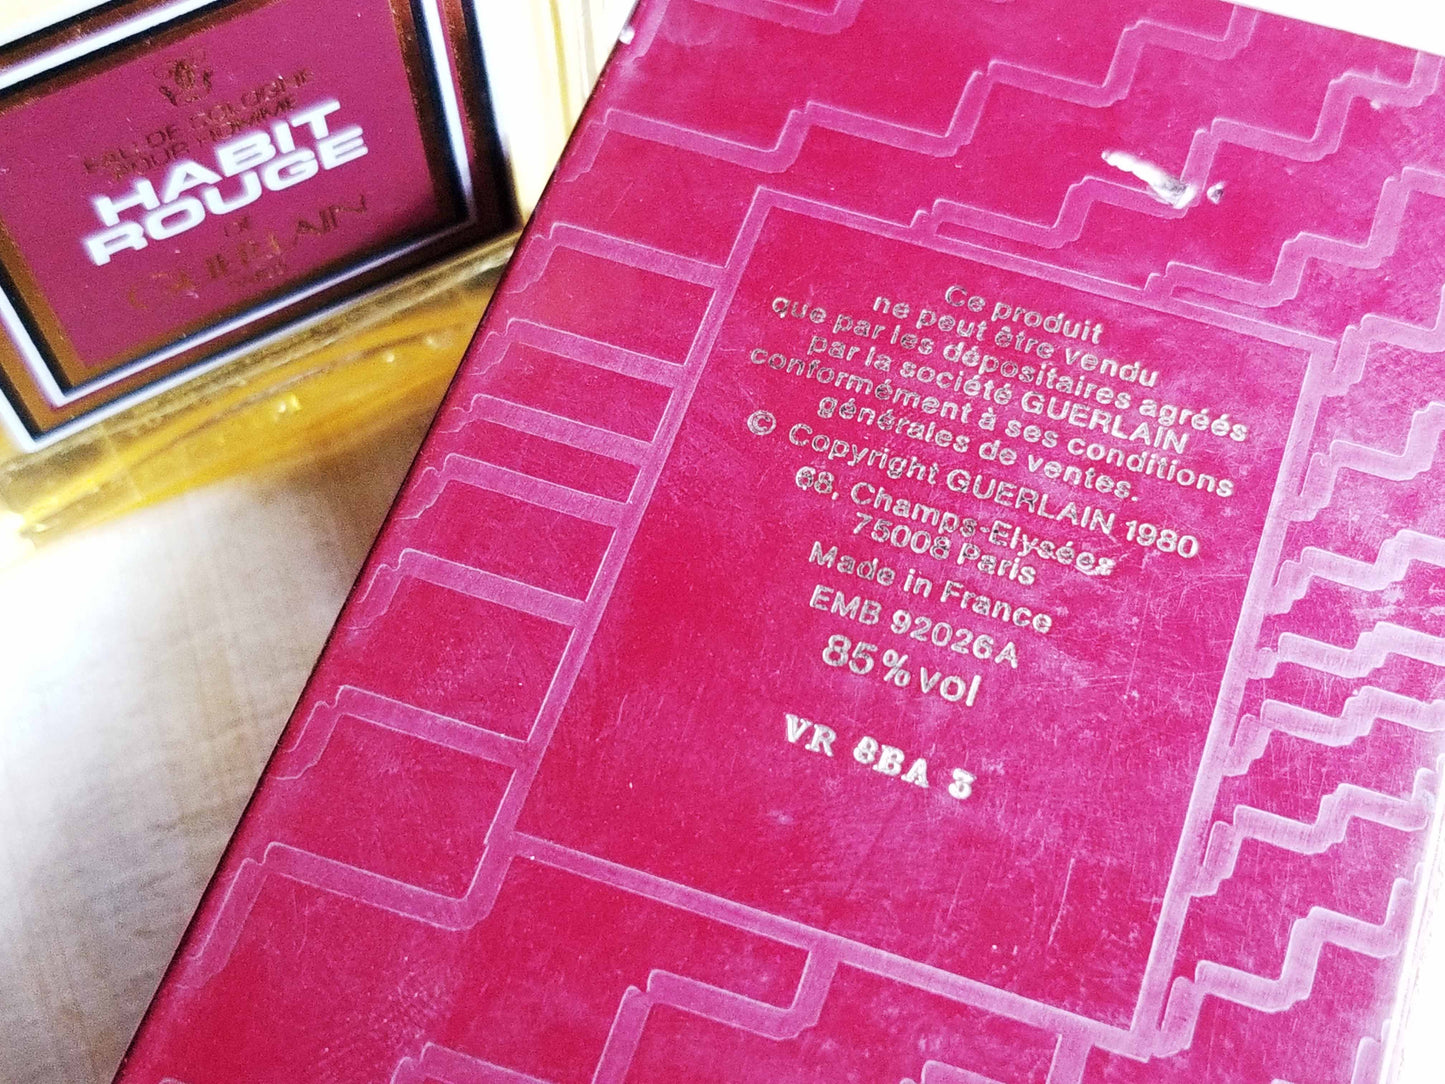 EAU DE COLOGNE
POUR HOMME
HABIT
ROUGE
DE
GUERLAIN
Ce produit
ne peut être vendu
que par les dépositaires agréés
par la société GUERLAIN
conformément à ses conditions
générales de ventes.
© Copyright GUERLAIN 1980
68, Champs-Elysées
75008 Paris
Made in France
EMB 92026A
85% vol
VR 8BA 3